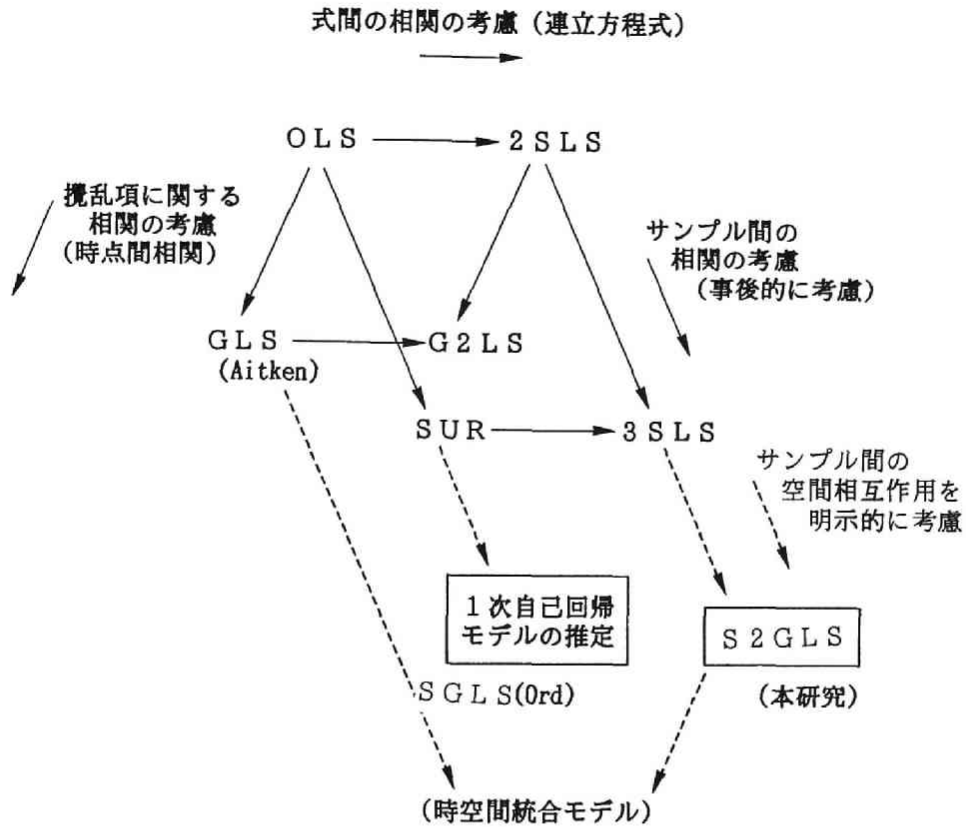 式間の相関の考慮（連立方程式）
OLS
2SLS
攪乱項に関する
相関の考慮
（時点間相関）
サンプル間の
相関の考慮
（事後的に考慮）
GLS
(Aitken)
G2LS
SUR
3SLS
サンプル間の
空間相互作用を
明示的に考慮
1次自己回帰
モデルの推定
S2GLS
SGLS(Ord)
（本研究）
（時空間統合モデル）